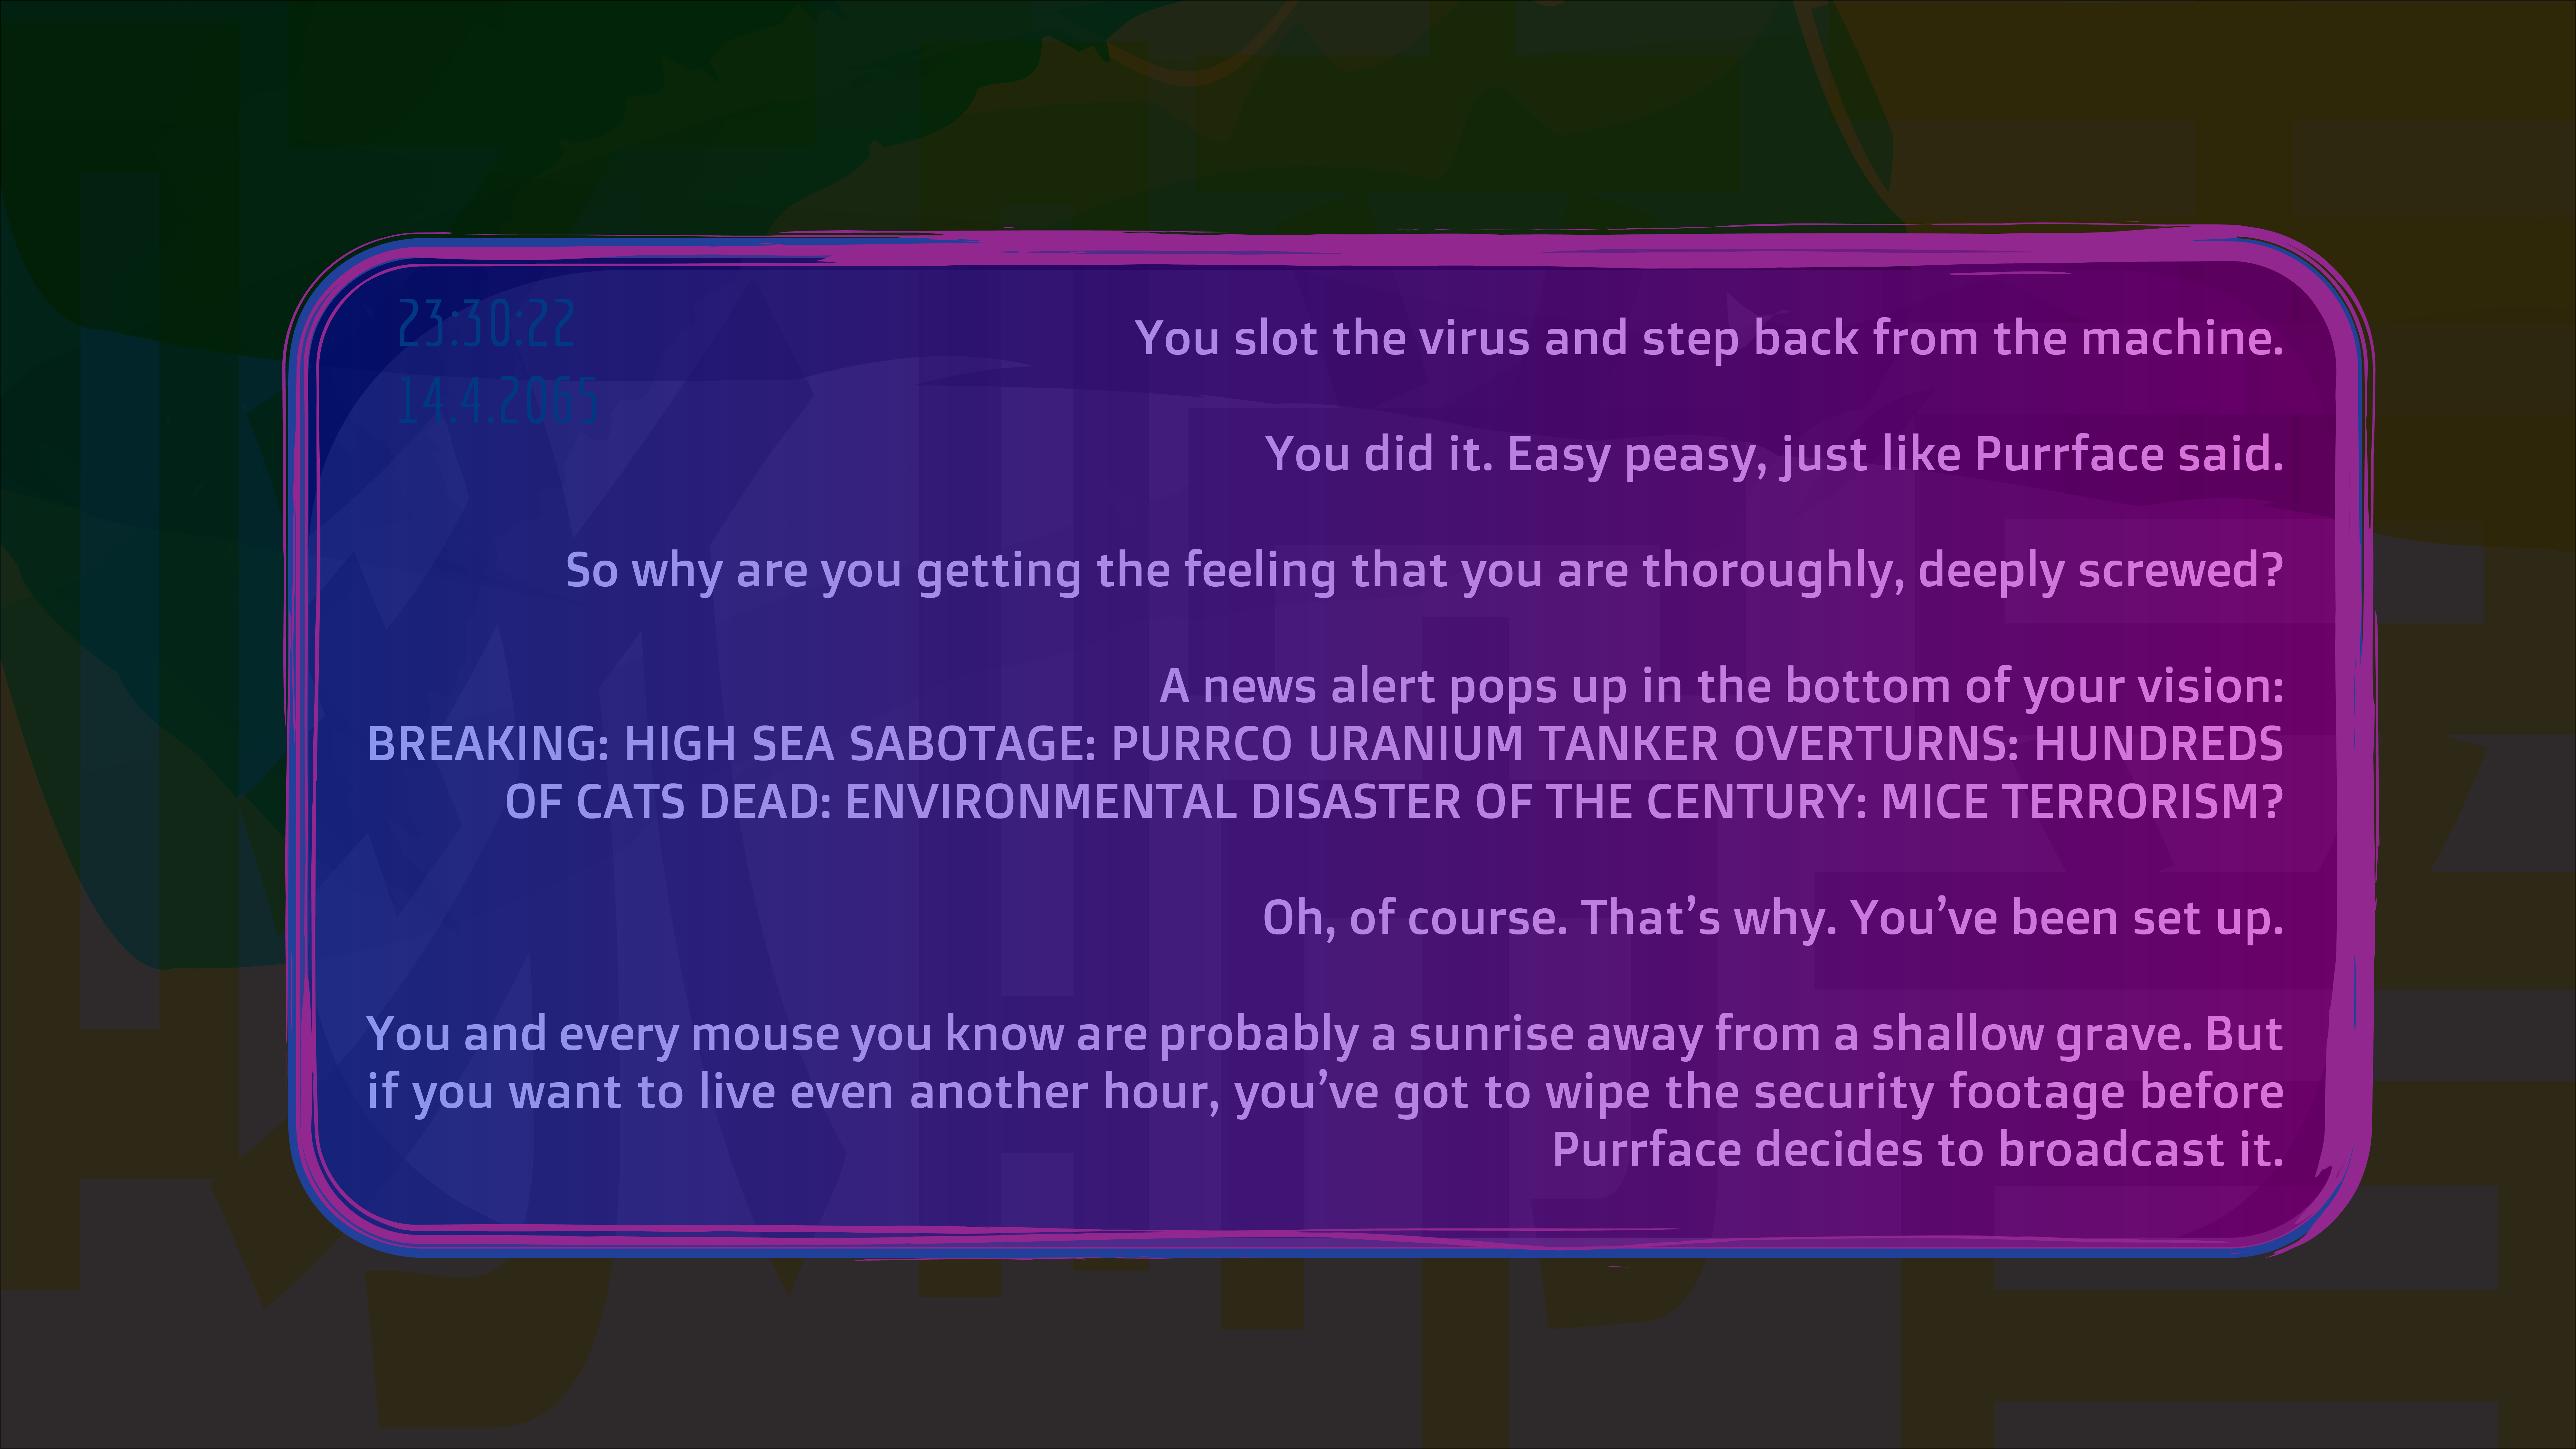 23:30:22
14.4.2065
You slot the virus and step back from the machine.
You did it. Easy peasy, just like Purrface said.
So why are you getting the feeling that you are thoroughly, deeply screwed?
A news alert pops up in the bottom of your vision:
BREAKING: HIGH SEA SABOTAGE: PURRCO URANIUM TANKER OVERTURNS: HUNDREDS
OF CATS DEAD: ENVIRONMENTAL DISASTER OF THE CENTURY: MICE TERRORISM?
Oh, of course. That’s why. You’ve been set up.
You and every mouse you know are probably a sunrise away from a shallow grave. But
if you want to live even another hour, you’ve got to wipe the security footage before
Purrface decides to broadcast it.